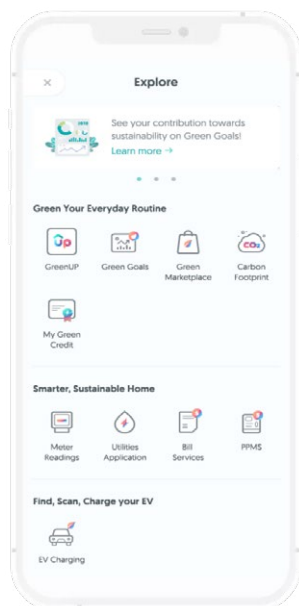 Explore
See your contribution towards
sustainability on Green Goals!
Learn more →
Green Your Everyday Routine
up
CO₂
GreenUP
Green Goals
Green
Marketplace
Carbon
Footprint
My Green
Credit
Smarter, Sustainable Home
Meter
Readings
Utilities
Application
Bill
Services
PPMS
Find, Scan, Charge your EV
EV Charging